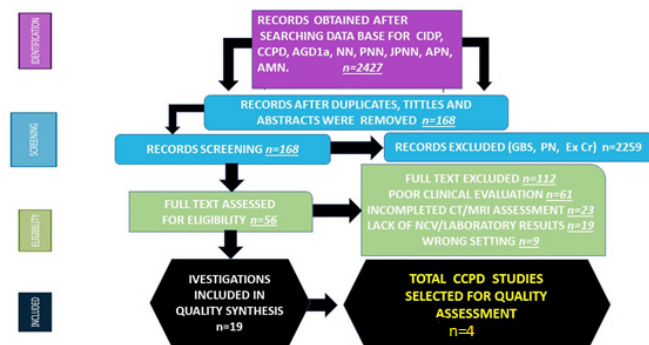 IDENTIFICATION
RECORDS OBTAINED AFTER
SEARCHING DATA BASE FOR CIDP,
CCPD, AGD1a, NN, PNN, JPNN, APN,
AMN.
n=2427
RECORDS AFTER DUPLICATES, TITTLES AND
ABSTRACTS WERE REMOVED n=168
SCREENING
RECORDS SCREENING n=168
RECORDS EXCLUDED (GBS, PN, Ex Cr) n=2259
ELIGIBILITY
FULL TEXT ASSESSED
FOR ELIGIBILITY n=56
FULL TEXT EXCLUDED n=112
POOR CLINICAL EVALUATION n=61
INCOMPLETED CT/MRI ASSESSMENT n=23
LACK OF NCV/LABORATORY RESULTS n=19
WRONG SETTING n=9
INCLUDED
IVESTIGATIONS
INCLUDED IN
QUALITY SYNTHESIS
n=19
TOTAL CCPD STUDIES
SELECTED FOR QUALITY
ASSESSMENT
n=4